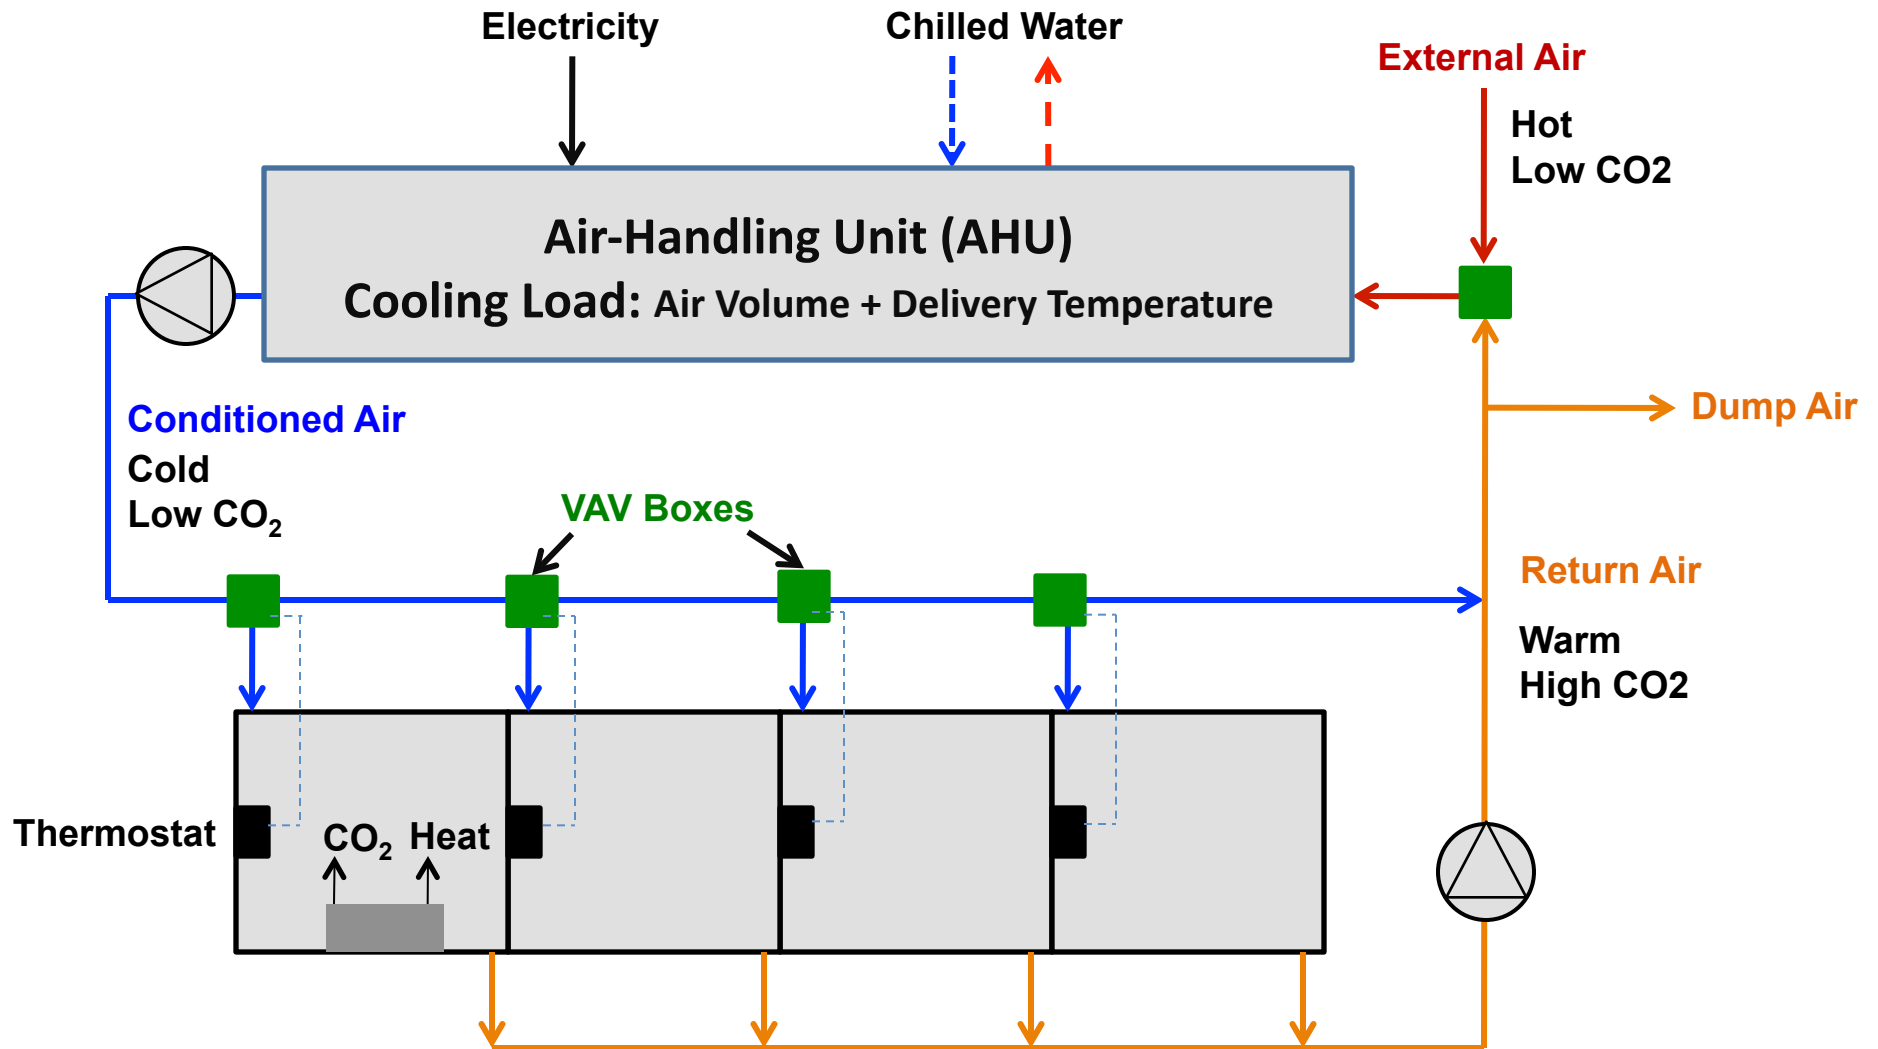 Electricity
Chilled Water
External Air
Hot
Low CO2
Air-Handling Unit (AHU)
Cooling Load: Air Volume + Delivery Temperature
Conditioned Air
Cold
Low CO₂
Dump Air
VAV Boxes
Return Air
Warm
High CO2
Thermostat
CO₂ Heat